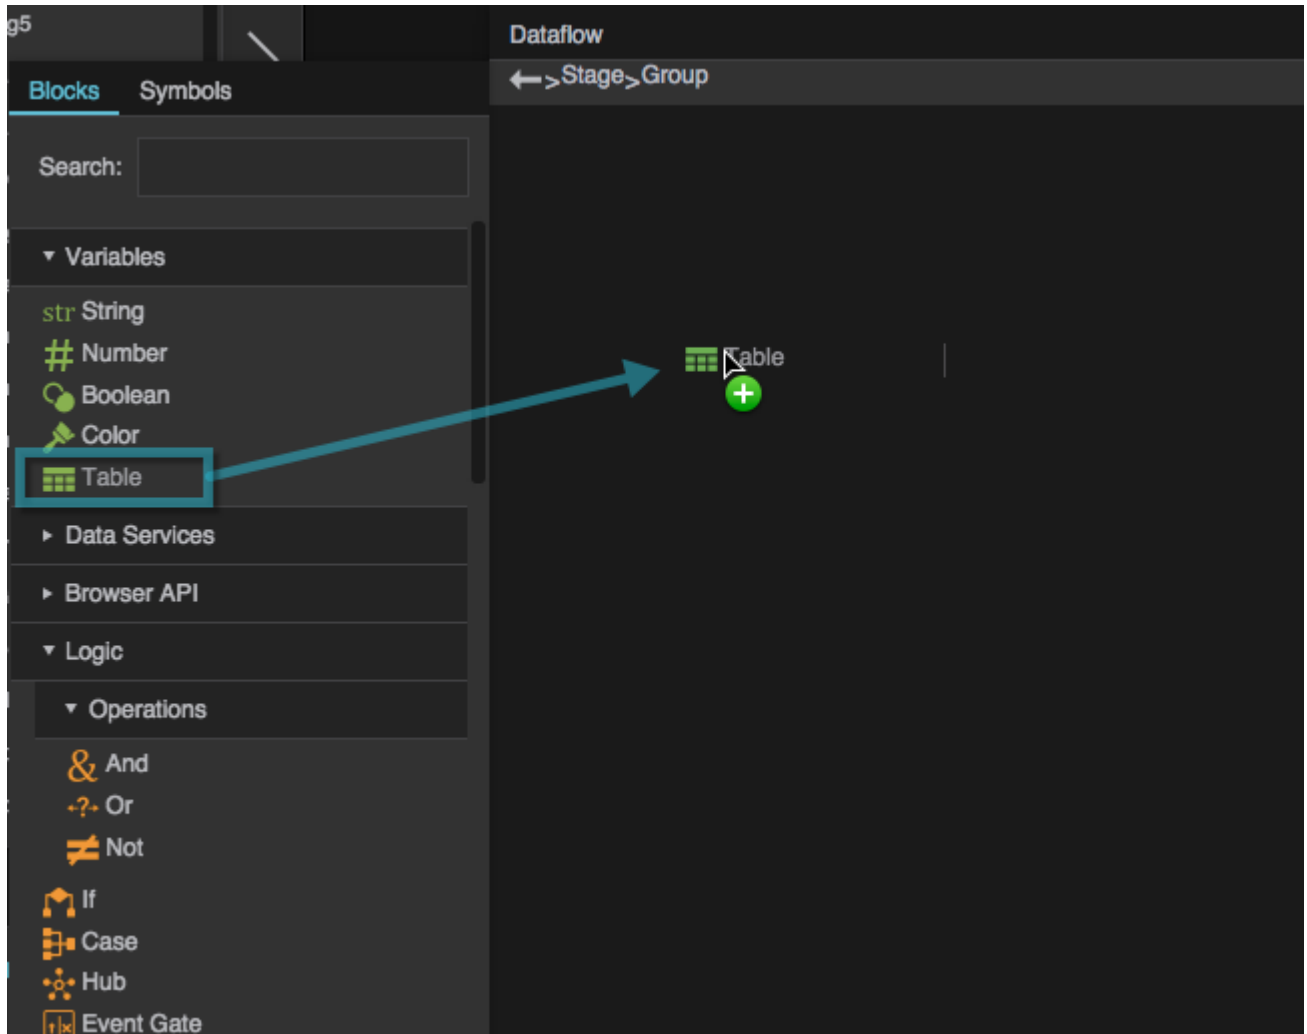 g5
Dataflow
>Stage>Group
Blocks Symbols
Search:
Variables
str String
Number
Boolean
Color
Table
Table
Data Services
Browser API
Logic
Operations
& And
? Or
Not
If
Case
Hub
Event Gate